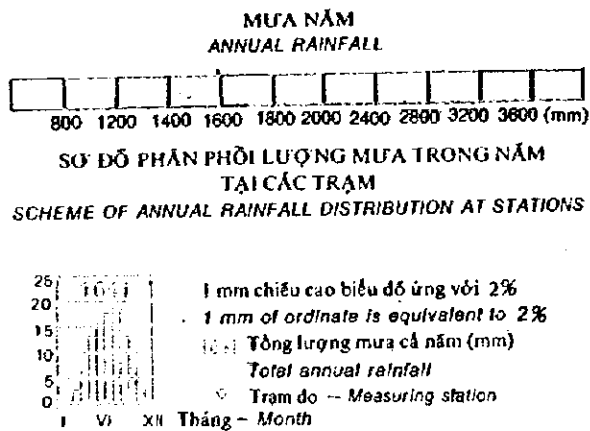 MƯA NĂM
ANNUAL RAINFALL
800 1200 1400 1600 1800 2000 2400 2800 3200 3600 (mm)
SƠ ĐỒ PHÂN PHỐI LƯỢNG MƯA TRONG NĂM
TẠI CÁC TRẠM
SCHEME OF ANNUAL RAINFALL DISTRIBUTION AT STATIONS
25
20
15
10
5
0
I VI XII Tháng – Month
1 mm chiều cao biểu đồ ứng với 2%
1 mm of ordinate is equivalent to 2%
Tổng lượng mưa cả năm (mm)
Total annual rainfall
Trạm đo – Measuring station